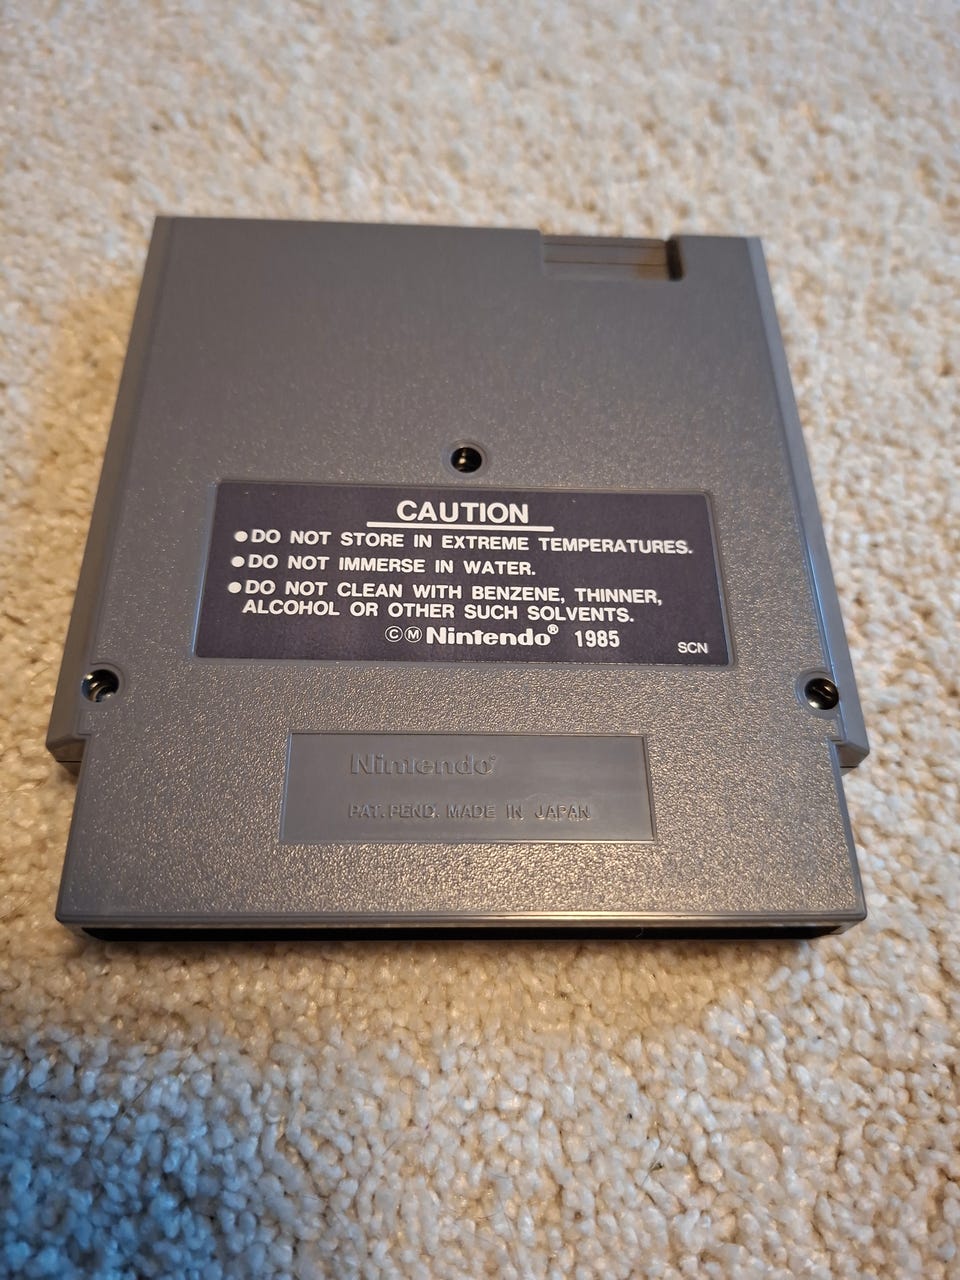 CAUTION
●DO NOT STORE IN EXTREME TEMPERATURES.
●DO NOT IMMERSE IN WATER.
●DO NOT CLEAN WITH BENZENE, THINNER,
ALCOHOL OR OTHER SUCH SOLVENTS.
ⒸⓂNintendo® 1985
SCN
Nintendo®
PAT. PEND. MADE IN JAPAN